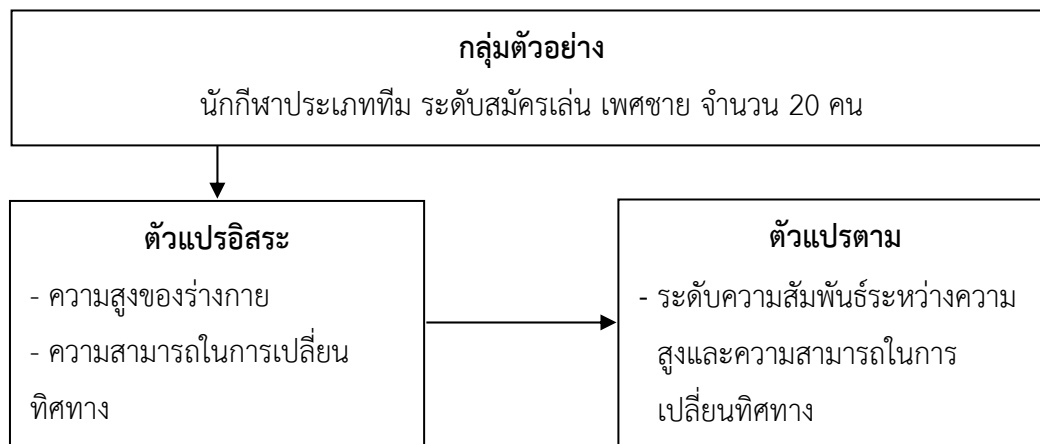 กลุ่มตัวอย่าง
นักกีฬาประเภททีม ระดับสมัครเล่น เพศชาย จำนวน 20 คน
ตัวแปรอิสระ
- ความสูงของร่างกาย
- ความสามารถในการเปลี่ยน
ทิศทาง
ตัวแปรตาม
- ระดับความสัมพันธ์ระหว่างความ
สูงและความสามารถในการ
เปลี่ยนทิศทาง